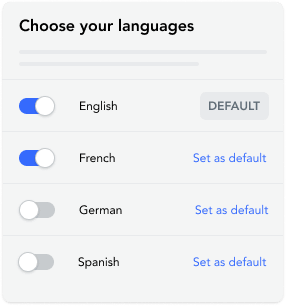 Choose your languages
English DEFAULT
French Set as default
German Set as default
Spanish Set as default